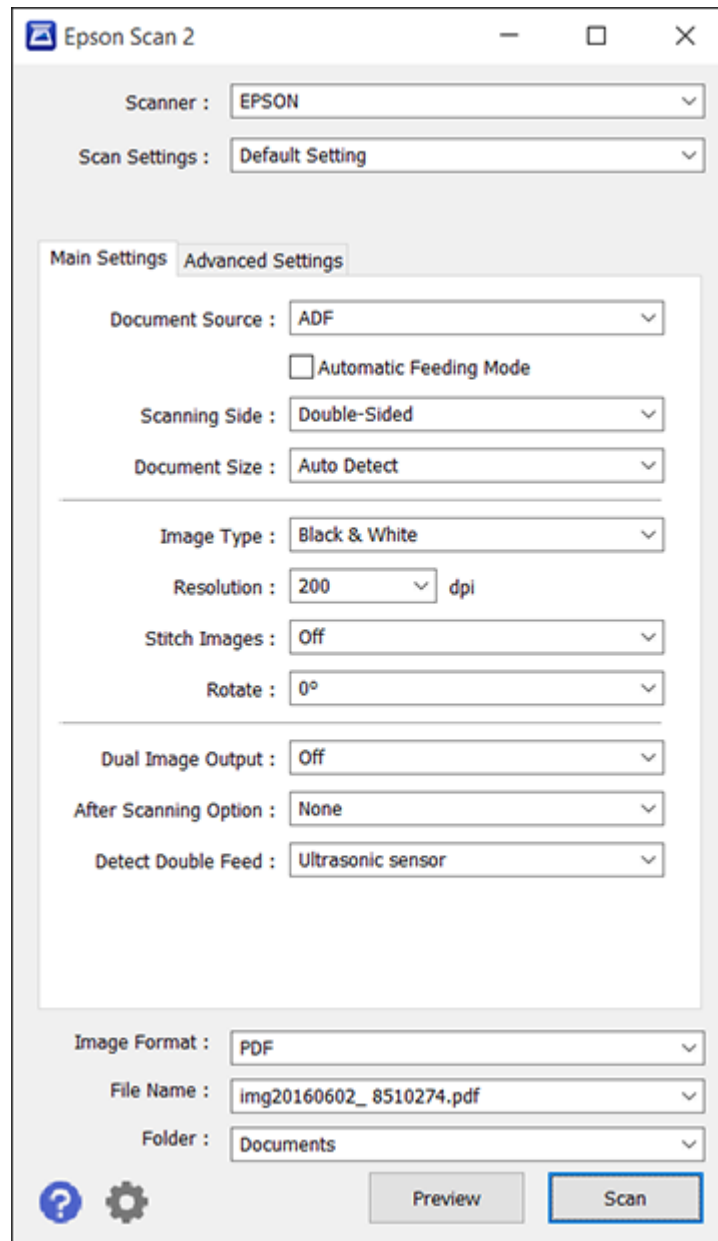 Epson Scan 2
Scanner : EPSON
Scan Settings : Default Setting
Main Settings Advanced Settings
Document Source : ADF
Automatic Feeding Mode
Scanning Side : Double-Sided
Document Size : Auto Detect
Image Type : Black & White
Resolution : 200 dpi
Stitch Images : Off
Rotate : 0º
Dual Image Output : Off
After Scanning Option : None
Detect Double Feed : Ultrasonic sensor
Image Format : PDF
File Name : img20160602_ 8510274.pdf
Folder : Documents
? Preview Scan